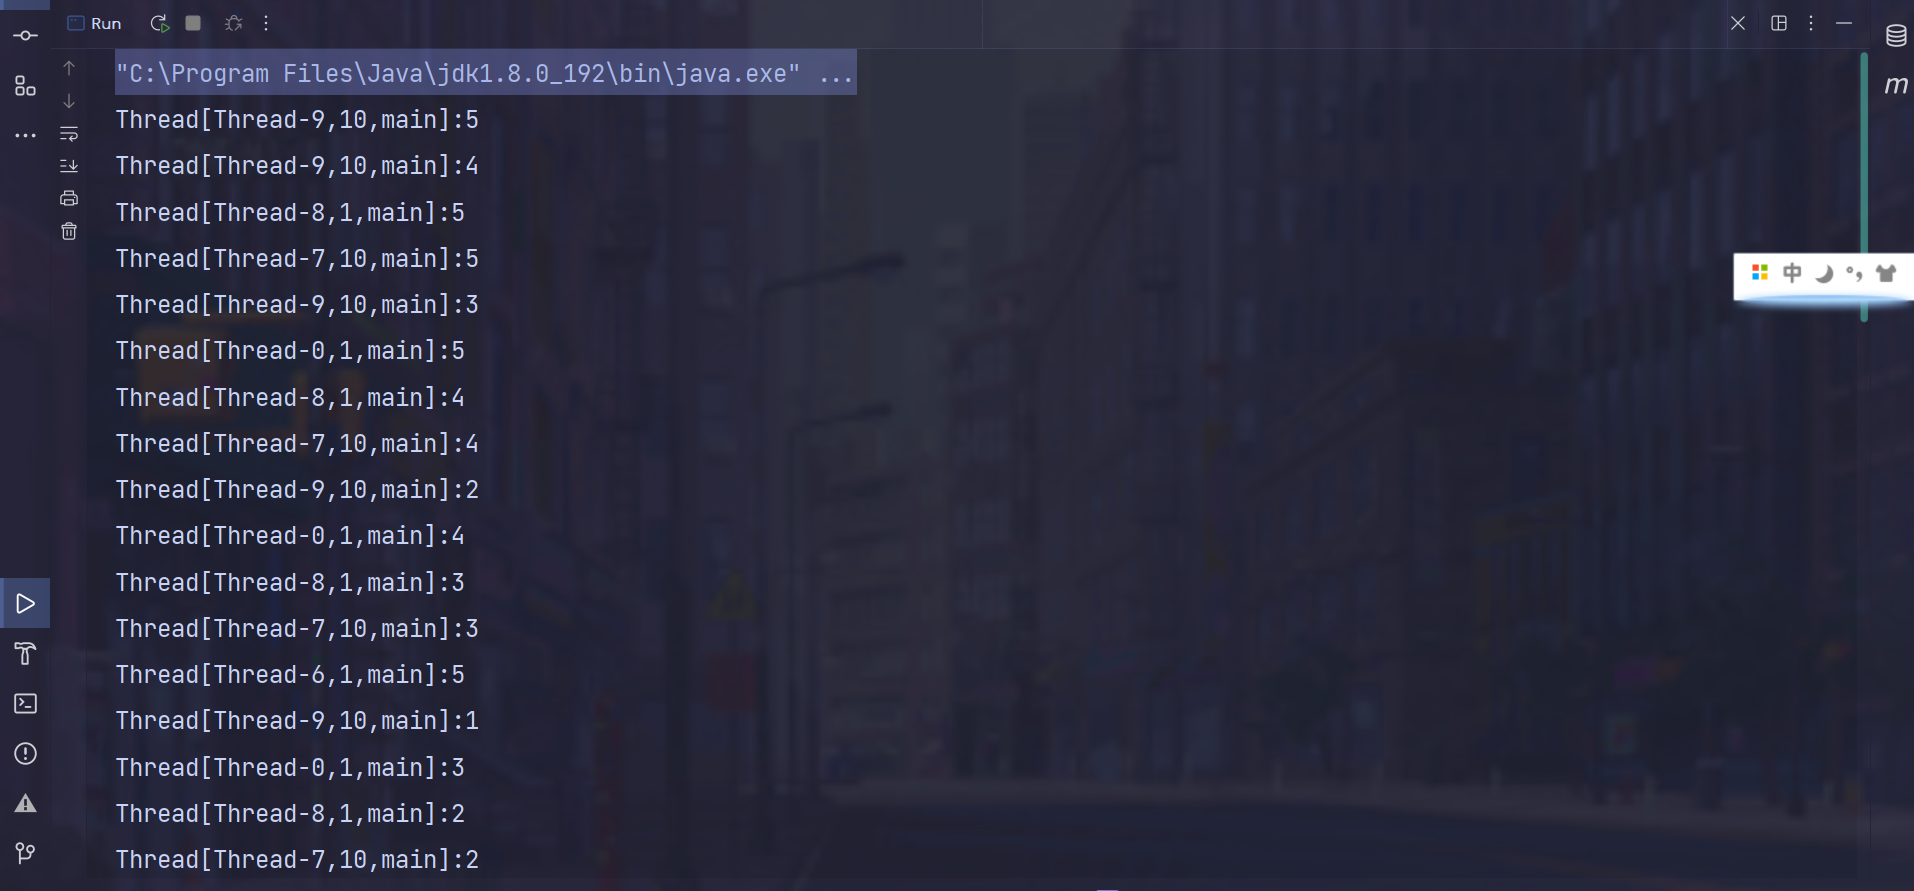 Run
"C:\Program Files\Java\jdk1.8.0_192\bin\java.exe" ...
Thread[Thread-9,10,main]:5
Thread[Thread-9,10,main]:4
Thread[Thread-8,1,main]:5
Thread[Thread-7,10,main]:5
Thread[Thread-9,10,main]:3
Thread[Thread-0,1,main]:5
Thread[Thread-8,1,main]:4
Thread[Thread-7,10,main]:4
Thread[Thread-9,10,main]:2
Thread[Thread-0,1,main]:4
Thread[Thread-8,1,main]:3
Thread[Thread-7,10,main]:3
Thread[Thread-6,1,main]:5
Thread[Thread-9,10,main]:1
Thread[Thread-0,1,main]:3
Thread[Thread-8,1,main]:2
Thread[Thread-7,10,main]:2
m
中